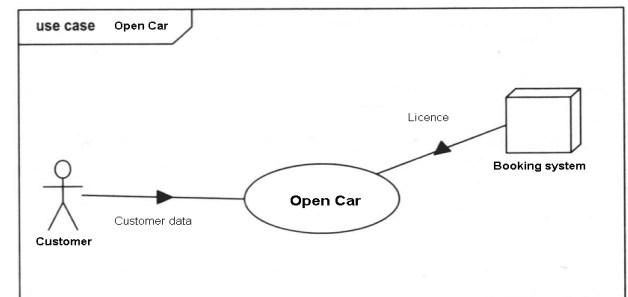 use case Open Car
Licence
Booking system
Open Car
Customer data
Customer